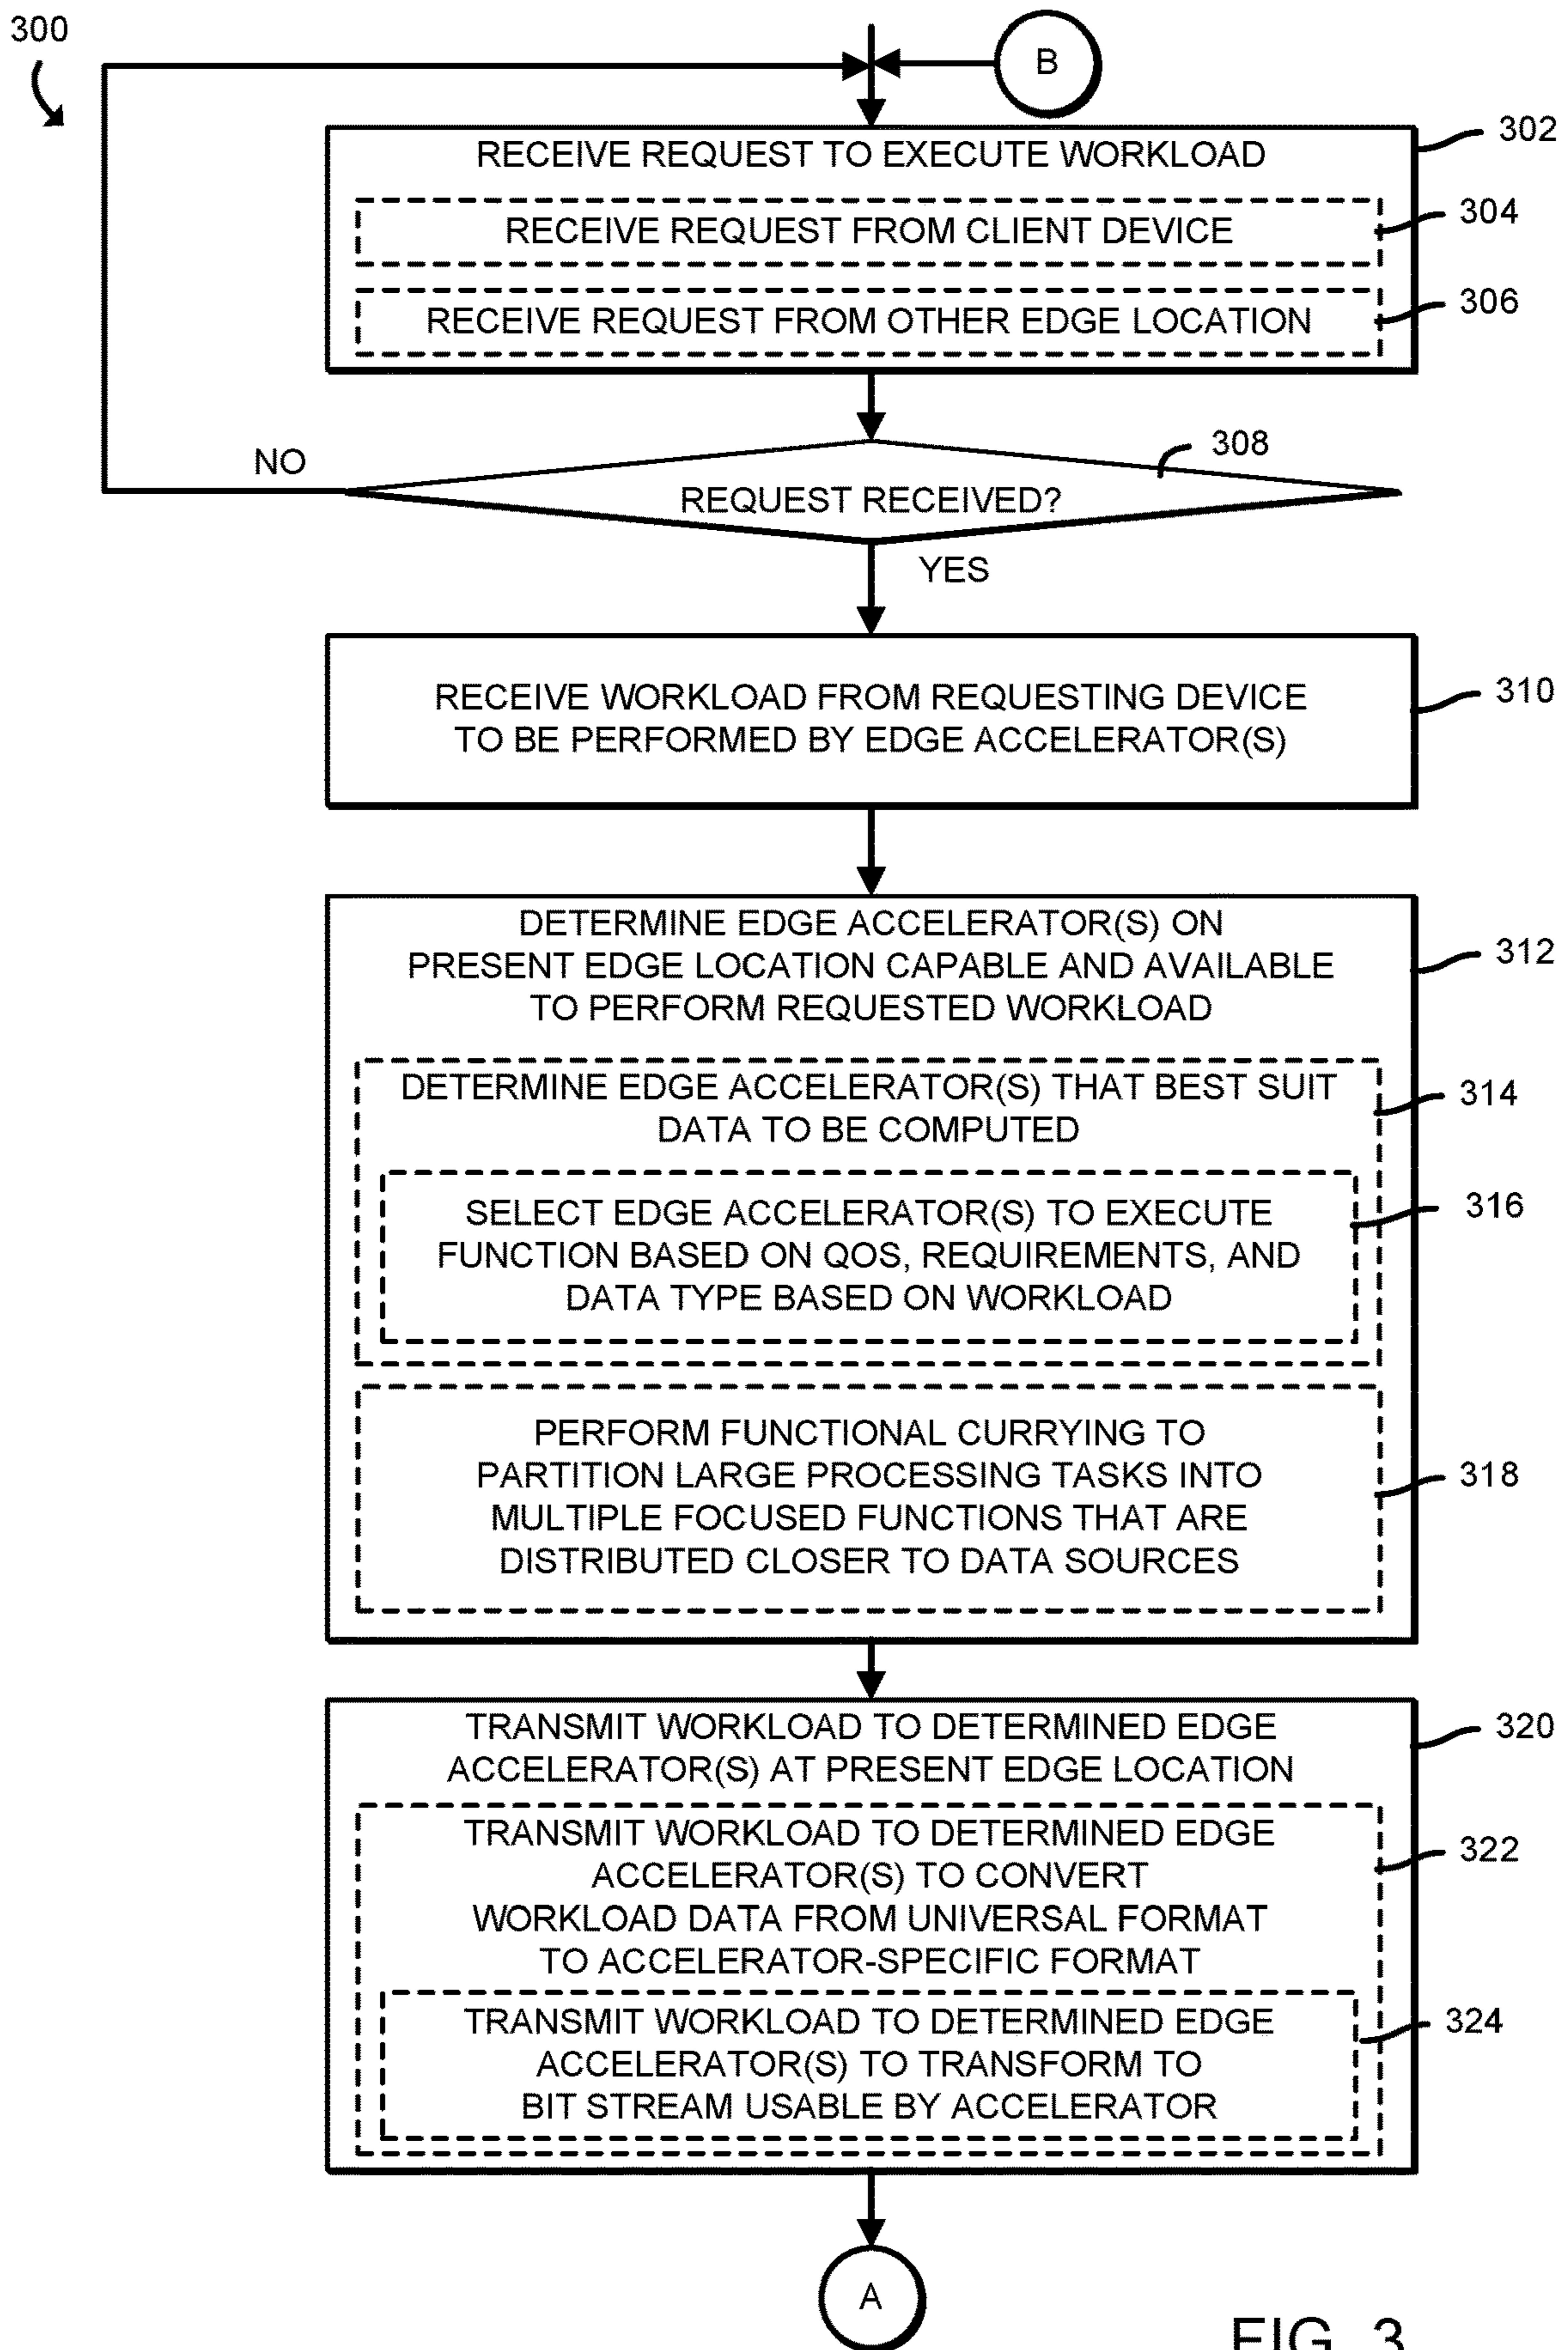 300
B
RECEIVE REQUEST TO EXECUTE WORKLOAD
302
RECEIVE REQUEST FROM CLIENT DEVICE
304
RECEIVE REQUEST FROM OTHER EDGE LOCATION
306
NO
308
REQUEST RECEIVED?
YES
RECEIVE WORKLOAD FROM REQUESTING DEVICE
TO BE PERFORMED BY EDGE ACCELERATOR(S)
310
DETERMINE EDGE ACCELERATOR(S) ON
PRESENT EDGE LOCATION CAPABLE AND AVAILABLE
TO PERFORM REQUESTED WORKLOAD
312
DETERMINE EDGE ACCELERATOR(S) THAT BEST SUIT
DATA TO BE COMPUTED
314
SELECT EDGE ACCELERATOR(S) TO EXECUTE
FUNCTION BASED ON QOS, REQUIREMENTS, AND
DATA TYPE BASED ON WORKLOAD
316
PERFORM FUNCTIONAL CURRYING TO
PARTITION LARGE PROCESSING TASKS INTO
MULTIPLE FOCUSED FUNCTIONS THAT ARE
DISTRIBUTED CLOSER TO DATA SOURCES
318
TRANSMIT WORKLOAD TO DETERMINED EDGE
ACCELERATOR(S) AT PRESENT EDGE LOCATION
320
TRANSMIT WORKLOAD TO DETERMINED EDGE
ACCELERATOR(S) TO CONVERT
WORKLOAD DATA FROM UNIVERSAL FORMAT
TO ACCELERATOR-SPECIFIC FORMAT
322
TRANSMIT WORKLOAD TO DETERMINED EDGE
ACCELERATOR(S) TO TRANSFORM TO
BIT STREAM USABLE BY ACCELERATOR
324
A
FIG. 3